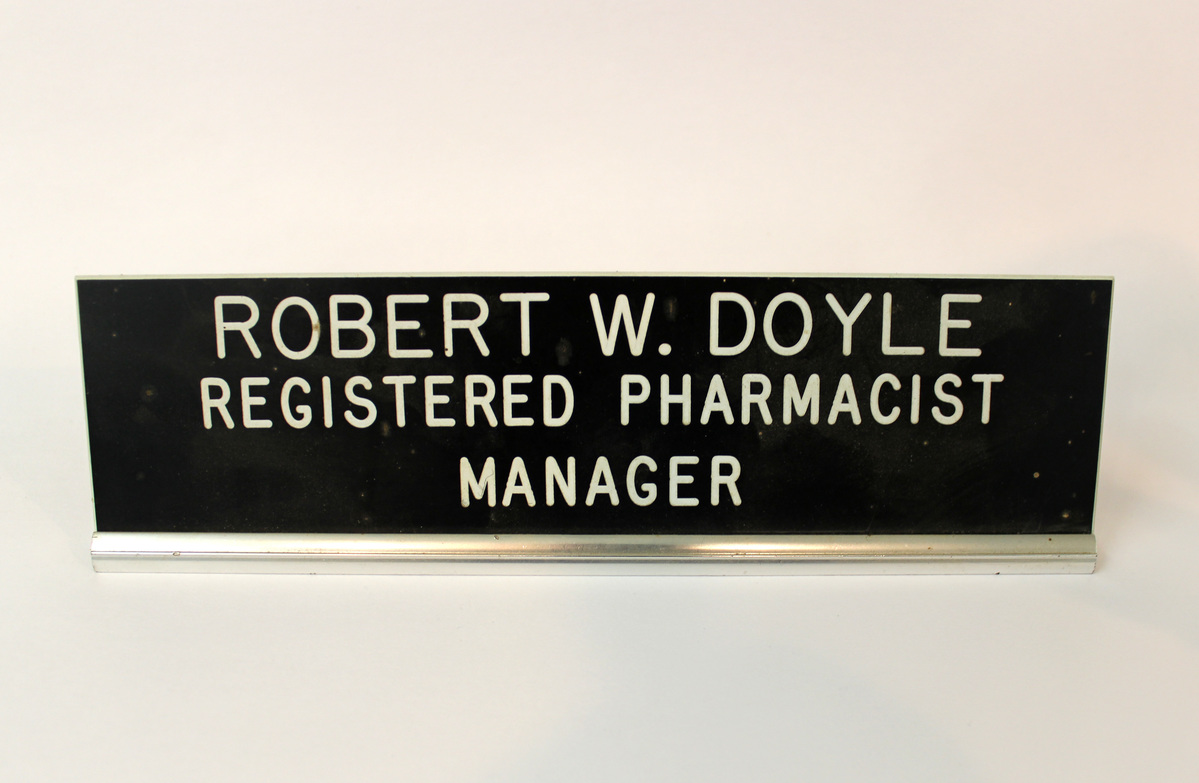 ROBERT W. DOYLE
REGISTERED PHARMACIST
MANAGER